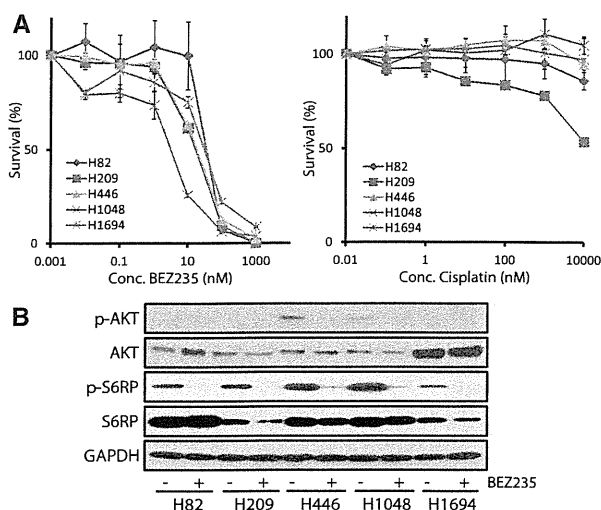 A
Survival (%)
100
50
0
H82
H209
H446
H1048
H1694
0.001 0.1 10 1000
Conc. BEZ235 (nM)
Survival (%)
100
50
0
H82
H209
H446
H1048
H1694
0.01 1 100 10000
Conc. Cisplatin (nM)
B
p-AKT
AKT
p-S6RP
S6RP
GAPDH
- + - + - + - + - + BEZ235
H82 H209 H446 H1048 H1694